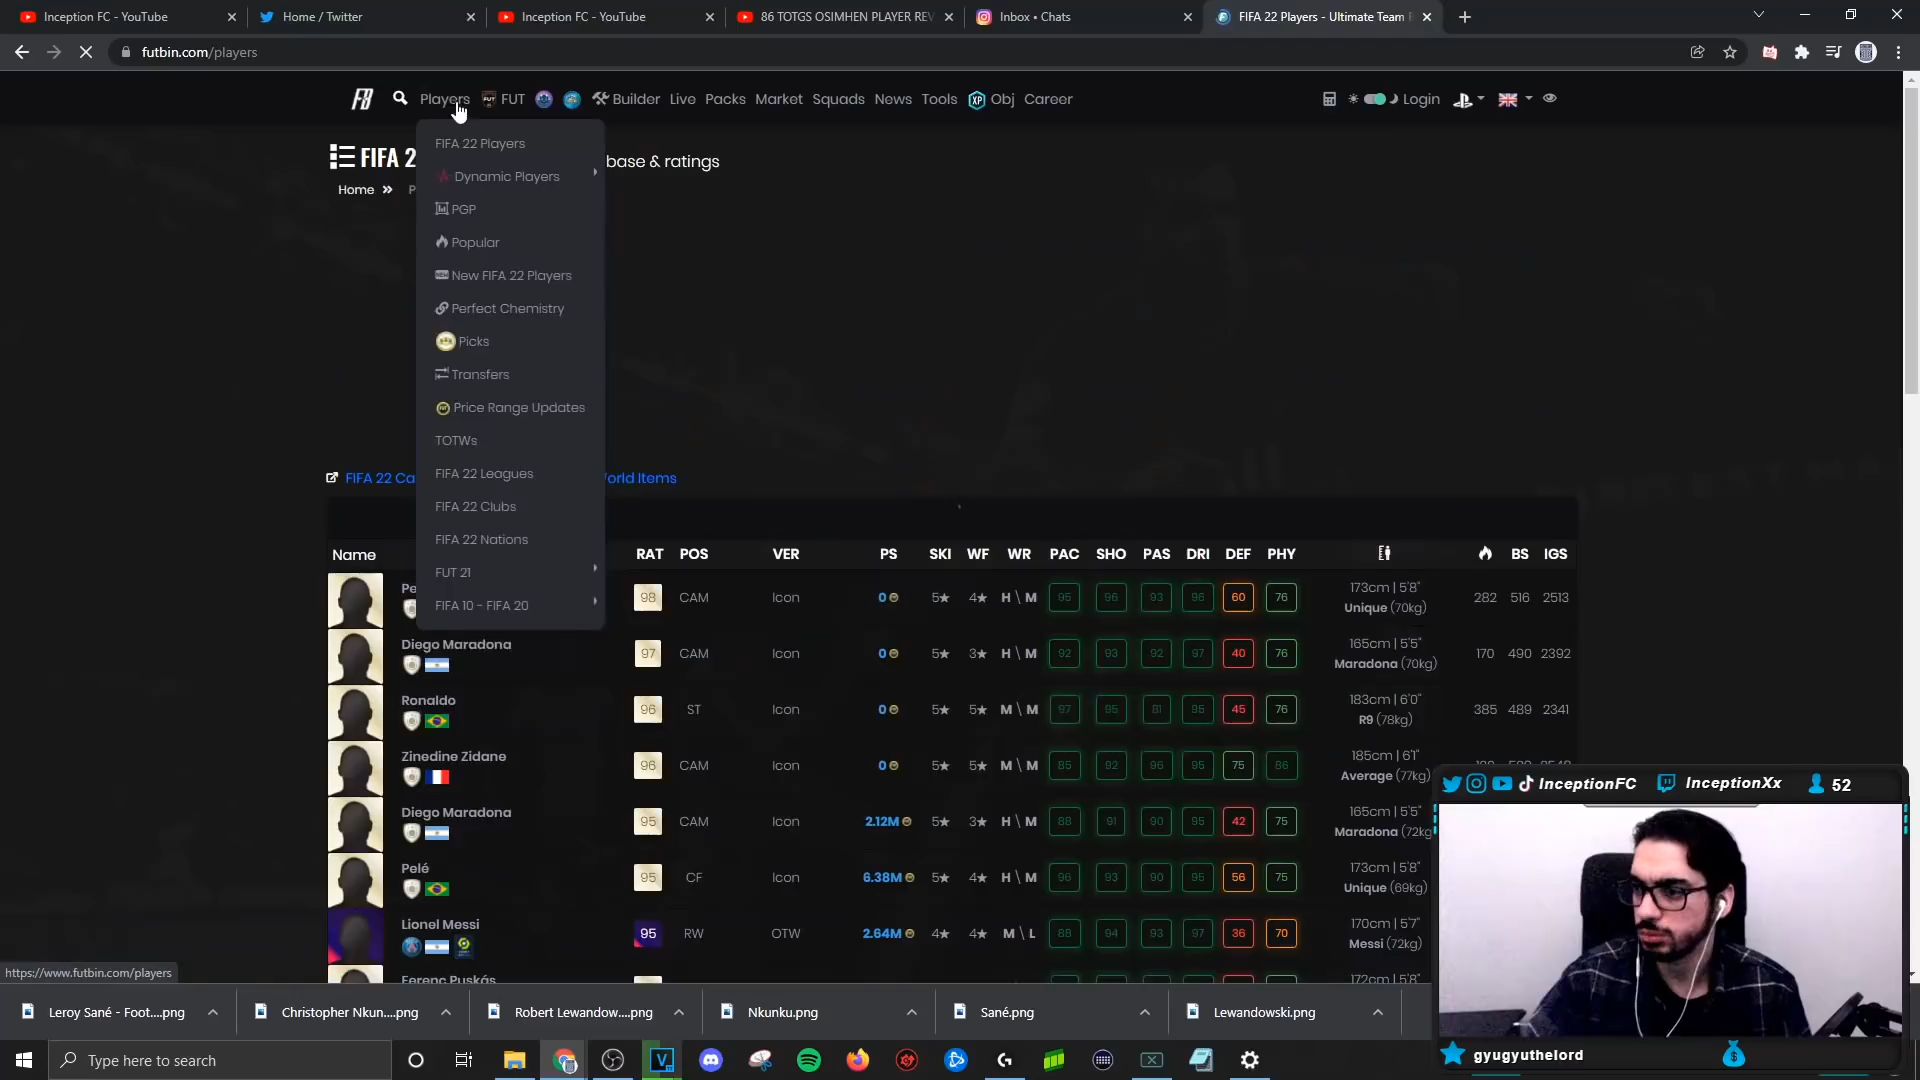 Inception FC - YouTube
Home / Twitter
Inception FC - YouTube
86 TOTGS OSIMHEN PLAYER REV
Inbox • Chats
FIFA 22 Players - Ultimate Team
futbin.com/players
Players FUT Builder Live Packs Market Squads News Tools XP Obj Career
Login
FIFA 22 Players
Dynamic Players
PGP
Popular
New FIFA 22 Players
Perfect Chemistry
Picks
Transfers
Price Range Updates
TOTWs
FIFA 22 Leagues
FIFA 22 Clubs
FIFA 22 Nations
FUT 21
FIFA 10 - FIFA 20
FIFA 2 base & ratings
Home » P
FIFA 22 Ca orld Items
Name RAT POS VER PS SKI WF WR PAC SHO PAS DRI DEF PHY BS IGS
Pe 98 CAM Icon 0 5★ 4★ H \ M 95 96 93 96 60 76 173cm | 5'8" Unique (70kg) 282 516 2513
Diego Maradona 97 CAM Icon 0 5★ 3★ H \ M 92 93 92 97 40 76 165cm | 5'5" Maradona (70kg) 170 490 2392
Ronaldo 96 ST Icon 0 5★ 5★ M \ M 97 95 81 95 45 76 183cm | 6'0" R9 (78kg) 385 489 2341
Zinedine Zidane 96 CAM Icon 0 5★ 5★ M \ M 85 92 96 95 75 86 185cm | 6'1" Average (77kg)
Diego Maradona 95 CAM Icon 2.12M 5★ 3★ H \ M 88 91 90 95 42 75 165cm | 5'5" Maradona (72kg
Pelé 95 CF Icon 6.38M 5★ 4★ H \ M 96 93 90 95 56 75 173cm | 5'8" Unique (69kg)
Lionel Messi 95 RW OTW 2.64M 4★ 4★ M \ L 88 94 93 97 36 70 170cm | 5'7" Messi (72kg)
Ferenc Puskás 172cm | 5'8"
InceptionFC InceptionXx 52
gyugyuthelord
https://www.futbin.com/players
Leroy Sané - Foot....png
Christopher Nkun....png
Robert Lewandow....png
Nkunku.png
Sané.png
Lewandowski.png
Type here to search